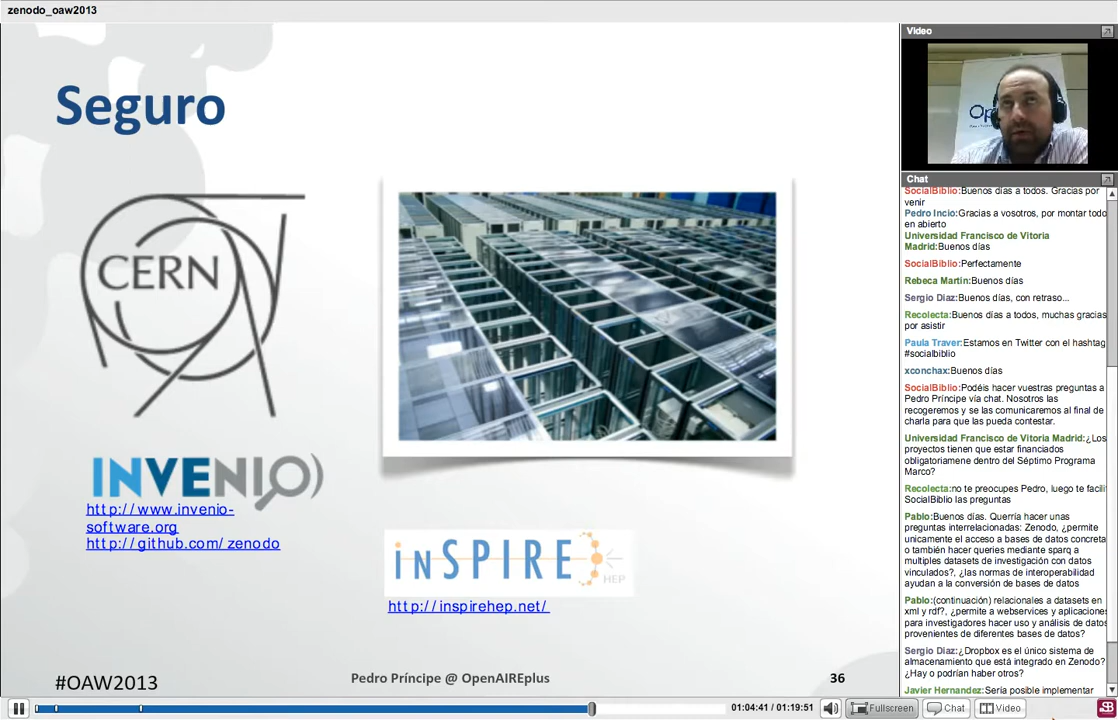 zenodo_oaw2013
Seguro
CERN
INVENIO
http://www.invenio-
software.org
http://github.com/zenodo
inSPIRE
HEP
http://inspirehep.net/
#OAW2013
Pedro Príncipe @ OpenAIREplus
36
Video
Op
Chat
SocialBiblio:Buenos días a todos. Gracias por
venir
Pedro Incio:Gracias a vosotros, por montar todo
en abierto
Universidad Francisco de Vitoria
Madrid:Buenos días
SocialBiblio:Perfectamente
Rebeca Martin:Buenos días
Sergio Diaz:Buenos días, con retraso...
Recolecta:Buenos días a todos, muchas gracias
por asistir
Paula Traver:Estamos en Twitter con el hashtag
#socialbiblio
xconchax:Buenos días
SocialBiblio:Podéis hacer vuestras preguntas a
Pedro Príncipe vía chat. Nosotros las
recogeremos y se las comunicaremos al final de
charla para que las pueda contestar.
Universidad Francisco de Vitoria Madrid:¿Los
proyectos tienen que estar financiados
obligatoriamene dentro del Séptimo Programa
Marco?
Recolecta:no te preocupes Pedro, luego te facili
SocialBiblio las preguntas
Pablo:Buenos días. Querría hacer unas
preguntas interrelacionadas: Zenodo, ¿permite
unicamente el acceso a bases de datos concreta
o también hacer queries mediante sparq a
multiples datasets de investigación con datos
vinculados?, ¿las normas de interoperabilidad
ayudan a la conversión de bases de datos
Pablo:(continuación) relacionales a datasets en
xml y rdf?, ¿permite a webservices y aplicacione
para investigadores hacer uso y análisis de datos
provenientes de diferentes bases de datos?
Sergio Diaz:¿Dropbox es el único sistema de
almacenamiento que está integrado en Zenodo?
¿Hay o podrían haber otros?
Javier Hernandez:Sería posible implementar
01:04:41 / 01:19:51
Fullscreen
Chat
Video
SB